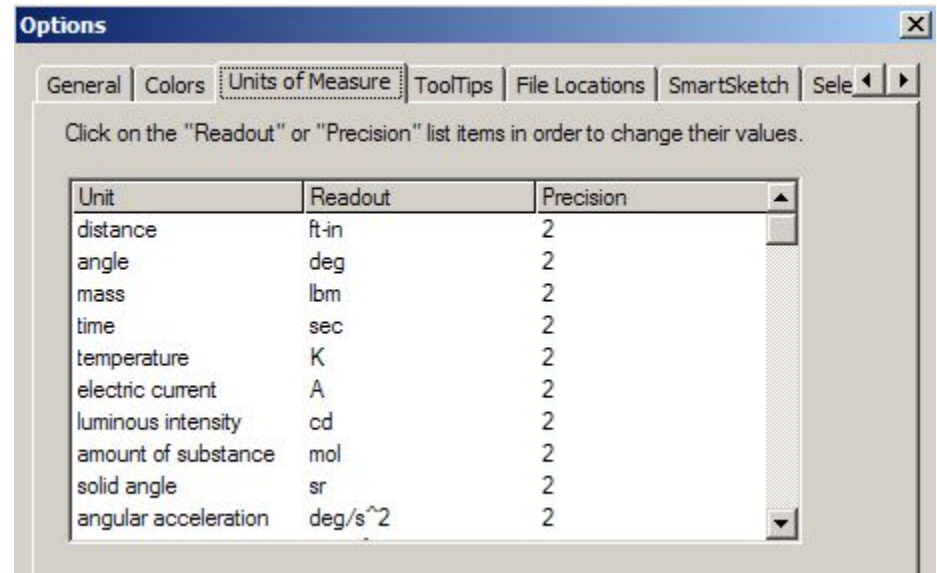 Options
General Colors Units of Measure ToolTips File Locations SmartSketch Sele
Click on the "Readout" or "Precision" list items in order to change their values.
Unit Readout Precision
distance ft-in 2
angle deg 2
mass lbm 2
time sec 2
temperature K 2
electric current A 2
luminous intensity cd 2
amount of substance mol 2
solid angle sr 2
angular acceleration deg/s^2 2